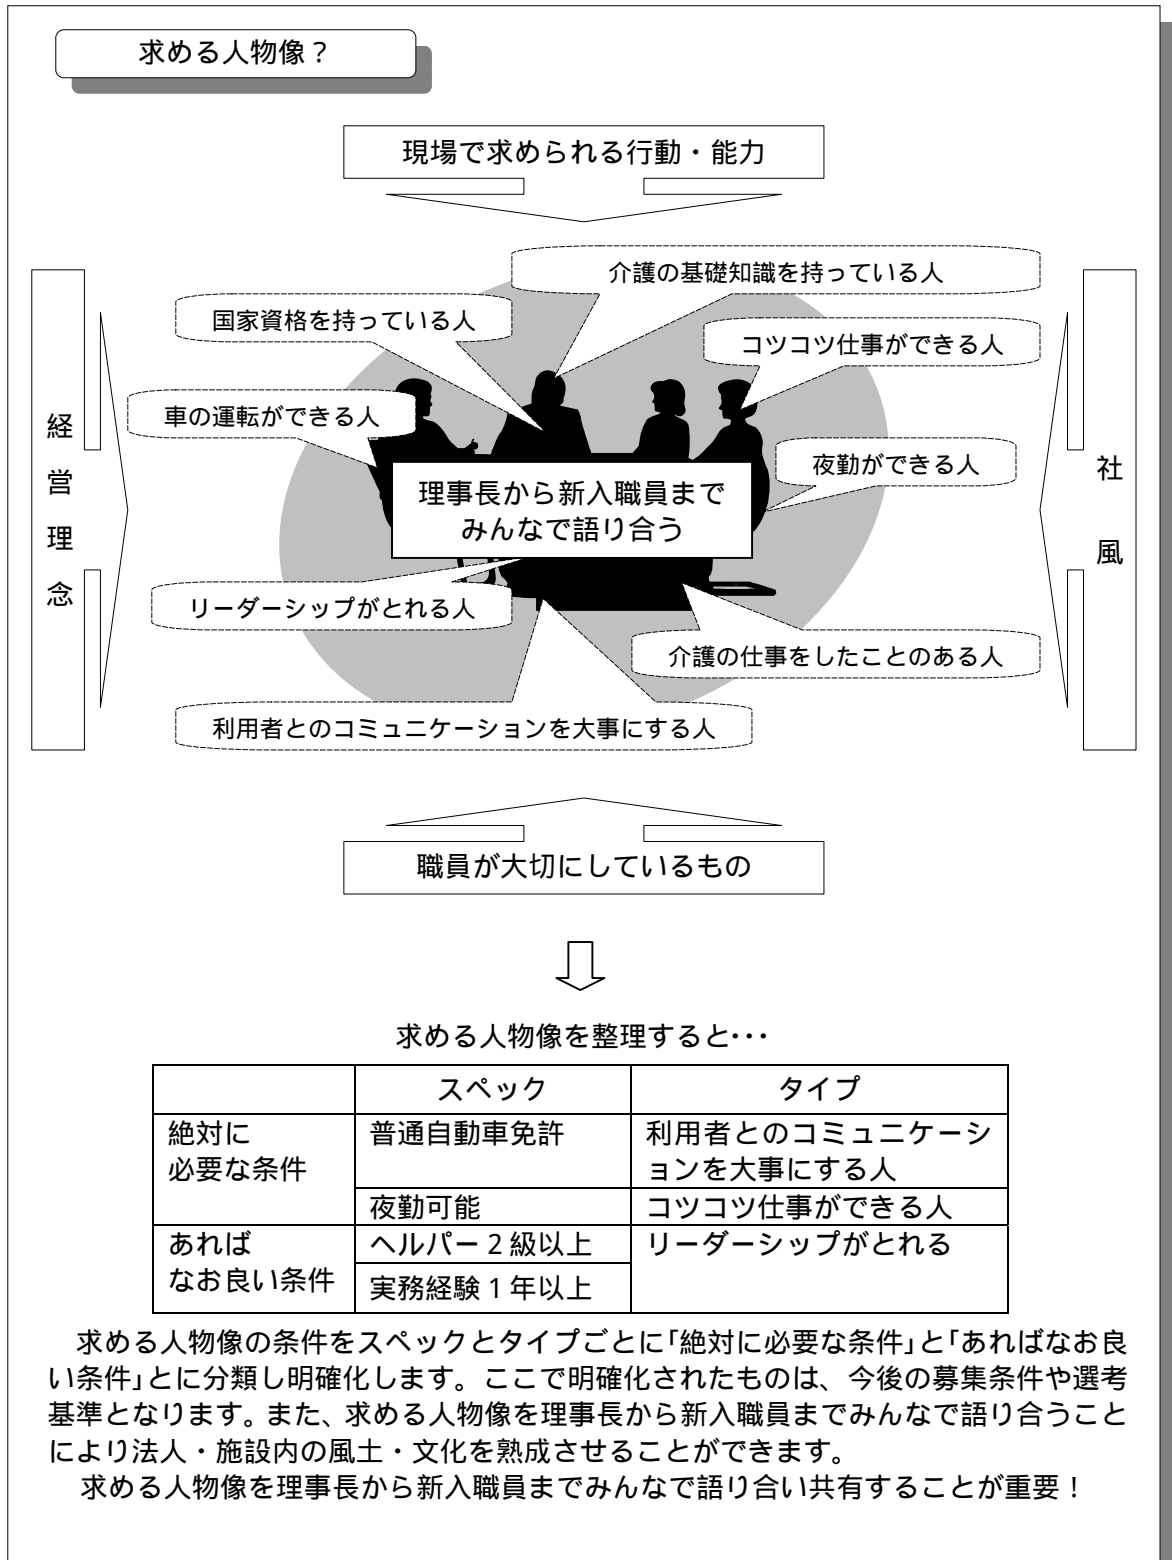 求める人物像？
現場で求められる行動・能力
介護の基礎知識を持っている人
国家資格を持っている人
コツコツ仕事ができる人
車の運転ができる人
夜勤ができる人
経営理念
社風
理事長から新入職員まで
みんなで語り合う
リーダーシップがとれる人
介護の仕事をしたことのある人
利用者とのコミュニケーションを大事にする人
職員が大切にしているもの
求める人物像を整理すると･･･
スペック
タイプ
絶対に
必要な条件
普通自動車免許
利用者とのコミュニケーシ
ョンを大事にする人
夜勤可能
コツコツ仕事ができる人
あれば
なお良い条件
ヘルパー２級以上
リーダーシップがとれる
実務経験１年以上
求める人物像の条件をスペックとタイプごとに｢絶対に必要な条件｣と｢あればなお良
い条件｣とに分類し明確化します。ここで明確化されたものは、今後の募集条件や選考
基準となります。また、求める人物像を理事長から新入職員までみんなで語り合うこと
により法人・施設内の風土・文化を熟成させることができます。
求める人物像を理事長から新入職員までみんなで語り合い共有することが重要！